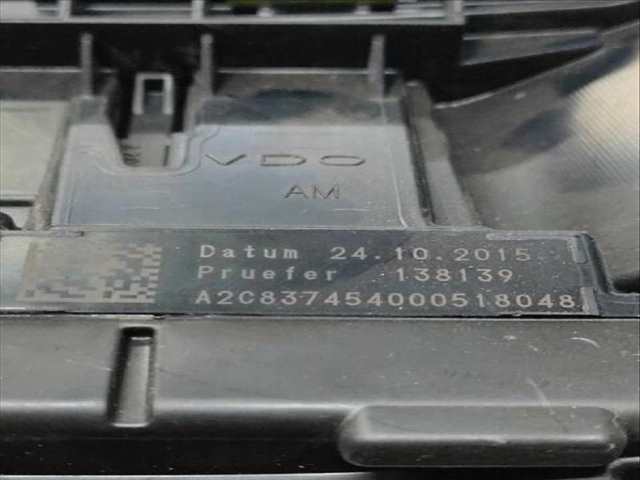 VDO
AM
Datum 24.10.2015
Pruefer 138139
A2C837454000518048